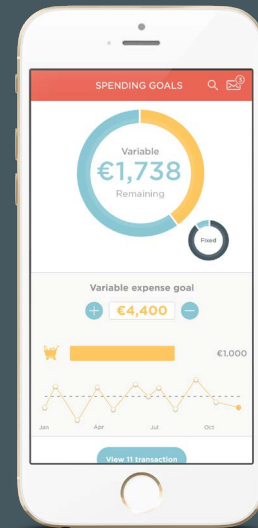 SPENDING GOALS
3
Variable
€1,738
Remaining
Fixed
Variable expense goal
+ €4,400 −
€1.000
Jan Apr Jul Oct
View 11 transaction